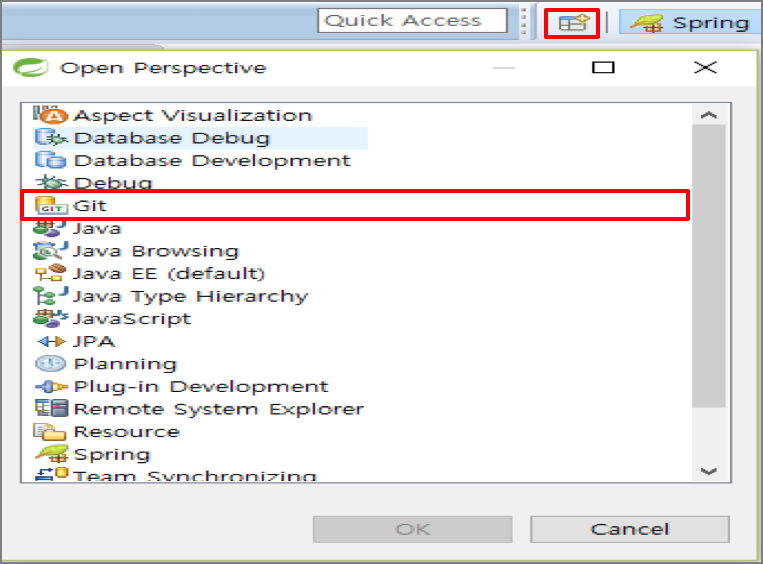 Quick Access
Spring
Open Perspective
Aspect Visualization
Database Debug
Database Development
Debug
GIT Git
Java
Java Browsing
Java EE (default)
Java Type Hierarchy
JavaScript
JPA
Planning
Plug-in Development
Remote System Explorer
Resource
Spring
Team Synchronizing
OK
Cancel